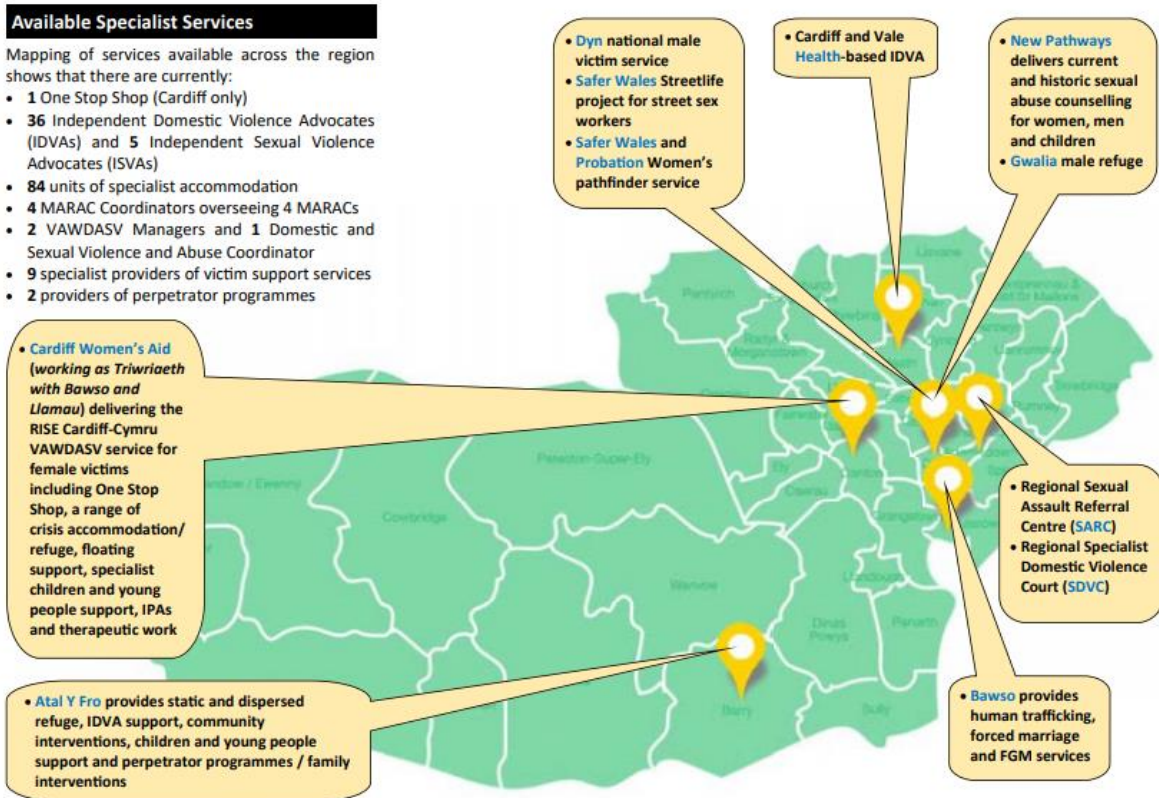 Available Specialist Services
Mapping of services available across the region
shows that there are currently:
• 1 One Stop Shop (Cardiff only)
• 36 Independent Domestic Violence Advocates
(IDVAs) and 5 Independent Sexual Violence
Advocates (ISVAs)
• 84 units of specialist accommodation
• 4 MARAC Coordinators overseeing 4 MARACs
• 2 VAWDASV Managers and 1 Domestic and
Sexual Violence and Abuse Coordinator
• 9 specialist providers of victim support services
• 2 providers of perpetrator programmes
• Dyn national male
victim service
• Safer Wales Streetlife
project for street sex
workers
• Safer Wales and
Probation Women's
pathfinder service
• Cardiff and Vale
Health-based IDVA
• New Pathways
delivers current
and historic sexual
abuse counselling
for women, men
and children
• Gwalia male refuge
• Cardiff Women's Aid
(working as Triwriaeth
with Bawso and
Llamau) delivering the
RISE Cardiff-Cymru
VAWDASV service for
female victims
including One Stop
Shop, a range of
crisis accommodation/
refuge, floating
support, specialist
children and young
people support, IPAs
and therapeutic work
• Regional Sexual
Assault Referral
Centre (SARC)
• Regional Specialist
Domestic Violence
Court (SDVC)
• Atal Y Fro provides static and dispersed
refuge, IDVA support, community
interventions, children and young people
support and perpetrator programmes / family
interventions
• Bawso provides
human trafficking,
forced marriage
and FGM services
Pentyrch
Peterston-Super-Ely
Cowbridge
Ely
Caerau
Wenvoe
Llandough
Dinas
Powys
Penarth
Barry
Sully